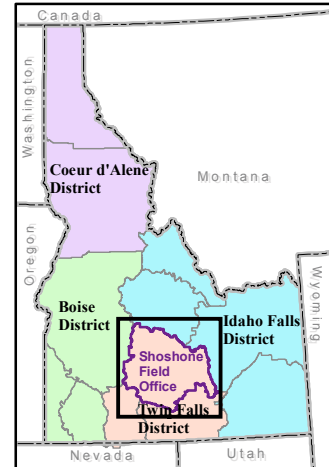 Canada
Washington
Coeur d'Alene
District
Montana
Oregon
Wyoming
Boise
District
Idaho Falls
District
Shoshone
Field
Office
Twin Falls
District
Nevada
Utah